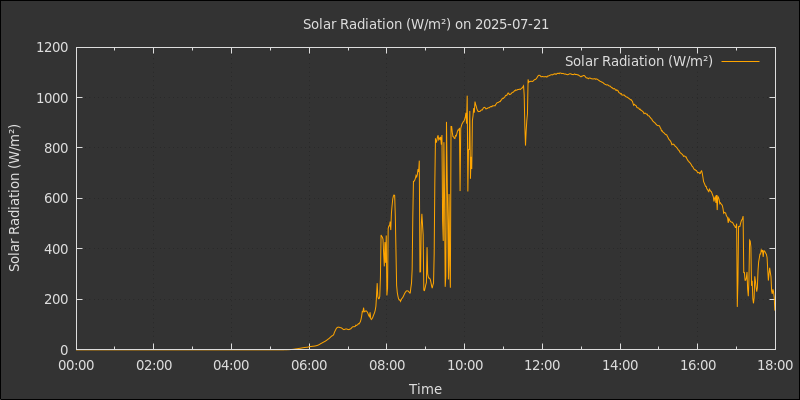 Solar Radiation (W/m²) on 2025-07-21
Solar Radiation (W/m²)
1200
1000
800
600
400
200
0
Solar Radiation (W/m²)
00:00 02:00 04:00 06:00 08:00 10:00 12:00 14:00 16:00 18:00
Time